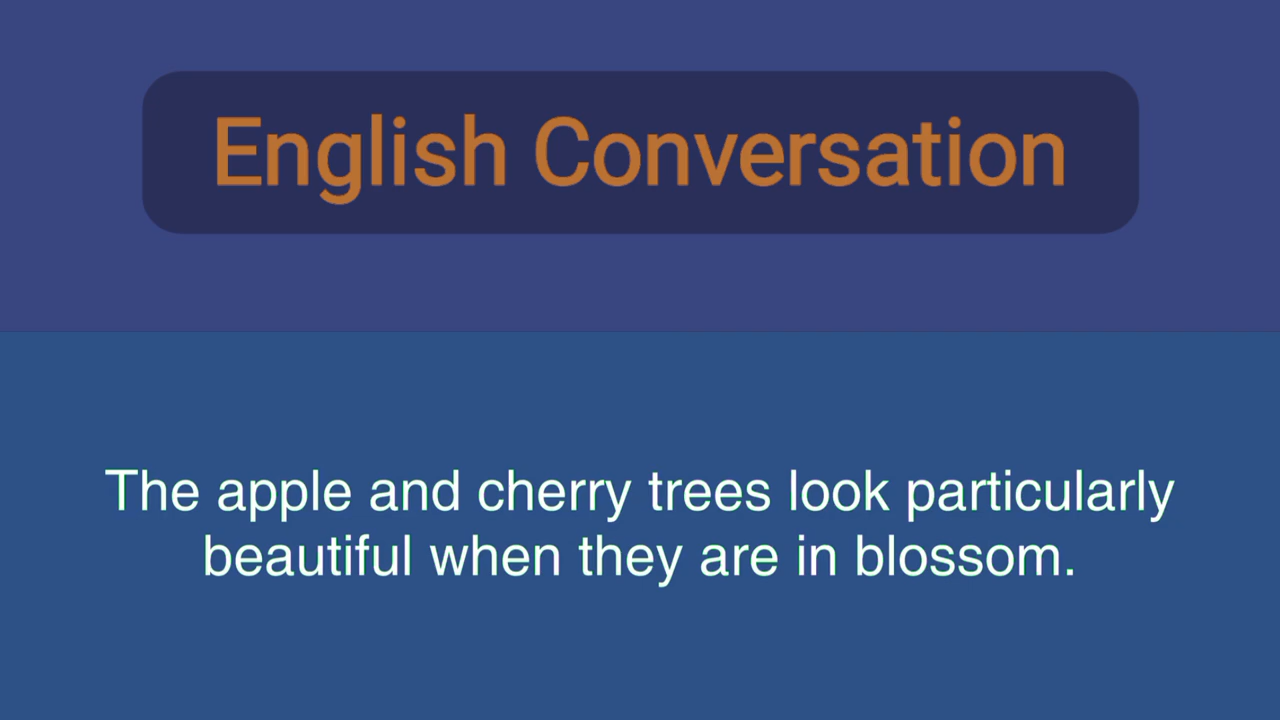 English Conversation
The apple and cherry trees look particularly
beautiful when they are in blossom.